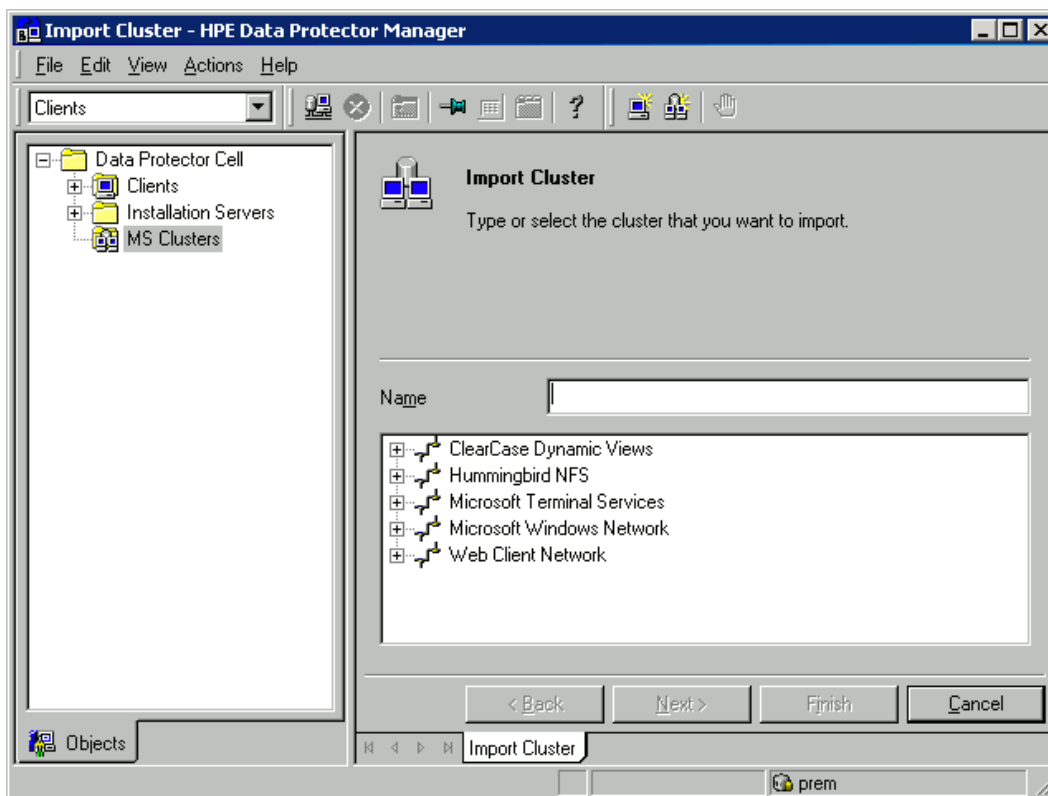 Import Cluster - HPE Data Protector Manager
File Edit View Actions Help
Clients
Data Protector Cell
Clients
Installation Servers
MS Clusters
Import Cluster
Type or select the cluster that you want to import.
Name
ClearCase Dynamic Views
Hummingbird NFS
Microsoft Terminal Services
Microsoft Windows Network
Web Client Network
< Back Next > Finish Cancel
Objects
Import Cluster
prem